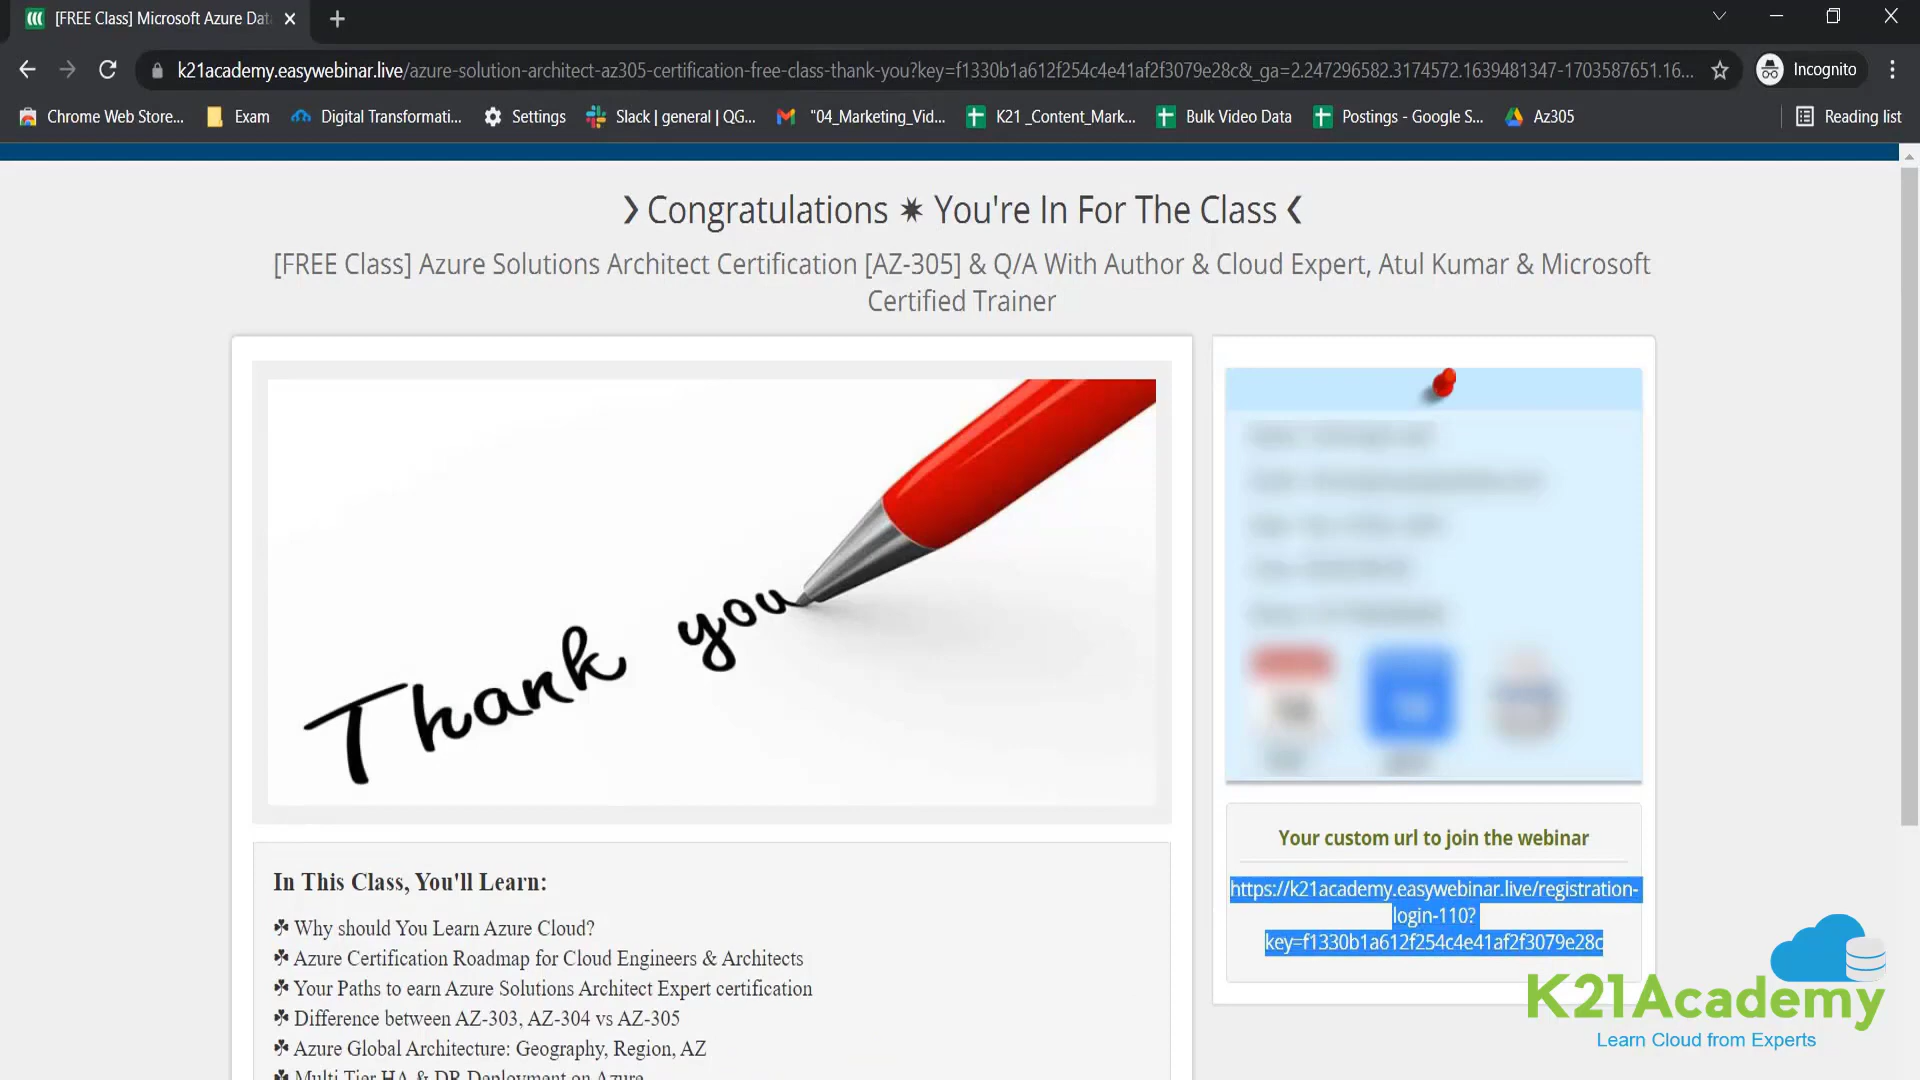 [FREE Class] Microsoft Azure Dat
k21academy.easywebinar.live/azure-solution-architect-az305-certification-free-class-thank-you?key=f1330b1a612f254c4e41af2f3079e28c&_ga=2.247296582.3174572.1639481347-1703587651.16...
Incognito
Chrome Web Store...
Exam
Digital Transformati...
Settings
Slack | general | QG...
"04_Marketing_Vid...
K21 _Content_Mark...
Bulk Video Data
Postings - Google S...
Az305
Reading list
❯ Congratulations ✷ You're In For The Class ❮
[FREE Class] Azure Solutions Architect Certification [AZ-305] & Q/A With Author & Cloud Expert, Atul Kumar & Microsoft
Certified Trainer
Thank you
In This Class, You'll Learn:
☘ Why should You Learn Azure Cloud?
☘ Azure Certification Roadmap for Cloud Engineers & Architects
☘ Your Paths to earn Azure Solutions Architect Expert certification
☘ Difference between AZ-303, AZ-304 vs AZ-305
☘ Azure Global Architecture: Geography, Region, AZ
☘ Multi Tier HA & DR Deployment on Azure
Your custom url to join the webinar
https://k21academy.easywebinar.live/registration-
login-110?
key=f1330b1a612f254c4e41af2f3079e28c
K21Academy
Learn Cloud from Experts